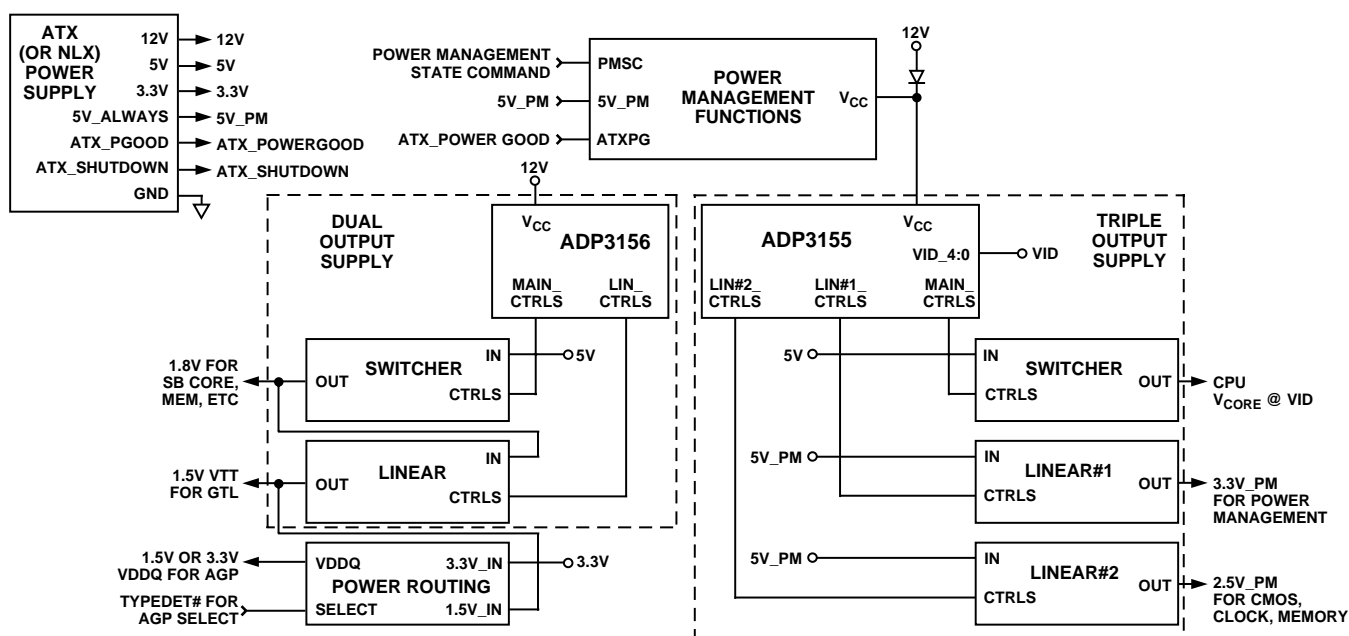 ATX
(OR NLX)
POWER
SUPPLY
12V
5V
3.3V
5V_ALWAYS
ATX_PGOOD
ATX_SHUTDOWN
GND
12V
5V
3.3V
5V_PM
ATX_POWERGOOD
ATX_SHUTDOWN
POWER MANAGEMENT
STATE COMMAND
5V_PM
ATX_POWER GOOD
PMSC
5V_PM
ATXPG
POWER
MANAGEMENT
FUNCTIONS
VCC
12V
12V
DUAL
OUTPUT
SUPPLY
VCC
ADP3156
MAIN_
CTRLS
LIN_
CTRLS
1.8V FOR
SB CORE,
MEM, ETC
OUT
SWITCHER
IN
CTRLS
5V
1.5V VTT
FOR GTL
OUT
LINEAR
IN
CTRLS
1.5V OR 3.3V
VDDQ FOR AGP
TYPEDET# FOR
AGP SELECT
VDDQ
3.3V_IN
POWER ROUTING
SELECT
1.5V_IN
3.3V
ADP3155
VCC
VID_4:0
VID
TRIPLE
OUTPUT
SUPPLY
LIN#2_
CTRLS
LIN#1_
CTRLS
MAIN_
CTRLS
5V
IN
SWITCHER
CTRLS
OUT
CPU
VCORE @ VID
5V_PM
IN
LINEAR#1
CTRLS
OUT
3.3V_PM
FOR POWER
MANAGEMENT
5V_PM
IN
LINEAR#2
CTRLS
OUT
2.5V_PM
FOR CMOS,
CLOCK, MEMORY